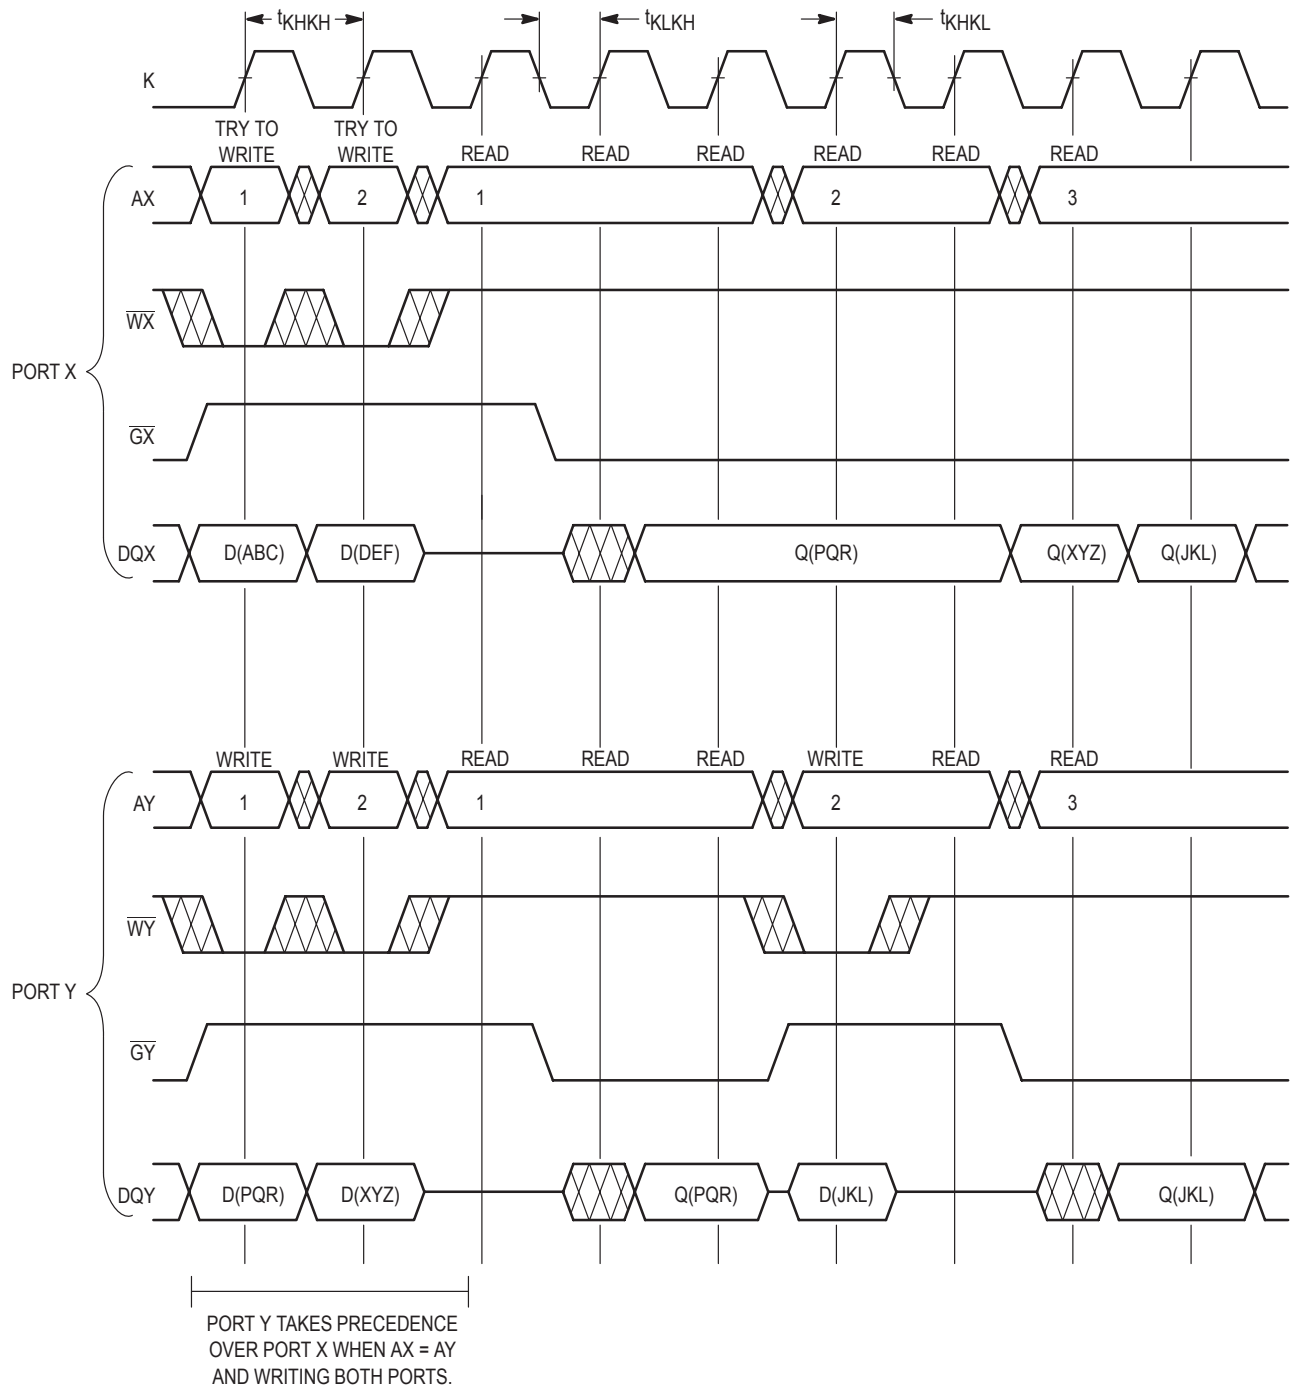 tKHKH tKLKH tKHKL
K
TRY TO WRITE TRY TO WRITE READ READ READ READ READ READ
AX 1 2 1 2 3
WX
PORT X
GX
DQX D(ABC) D(DEF) Q(PQR) Q(XYZ) Q(JKL)
WRITE WRITE READ READ READ WRITE READ READ
AY 1 2 1 2 3
WY
PORT Y
GY
DQY D(PQR) D(XYZ) Q(PQR) D(JKL) Q(JKL)
PORT Y TAKES PRECEDENCE
OVER PORT X WHEN AX = AY
AND WRITING BOTH PORTS.